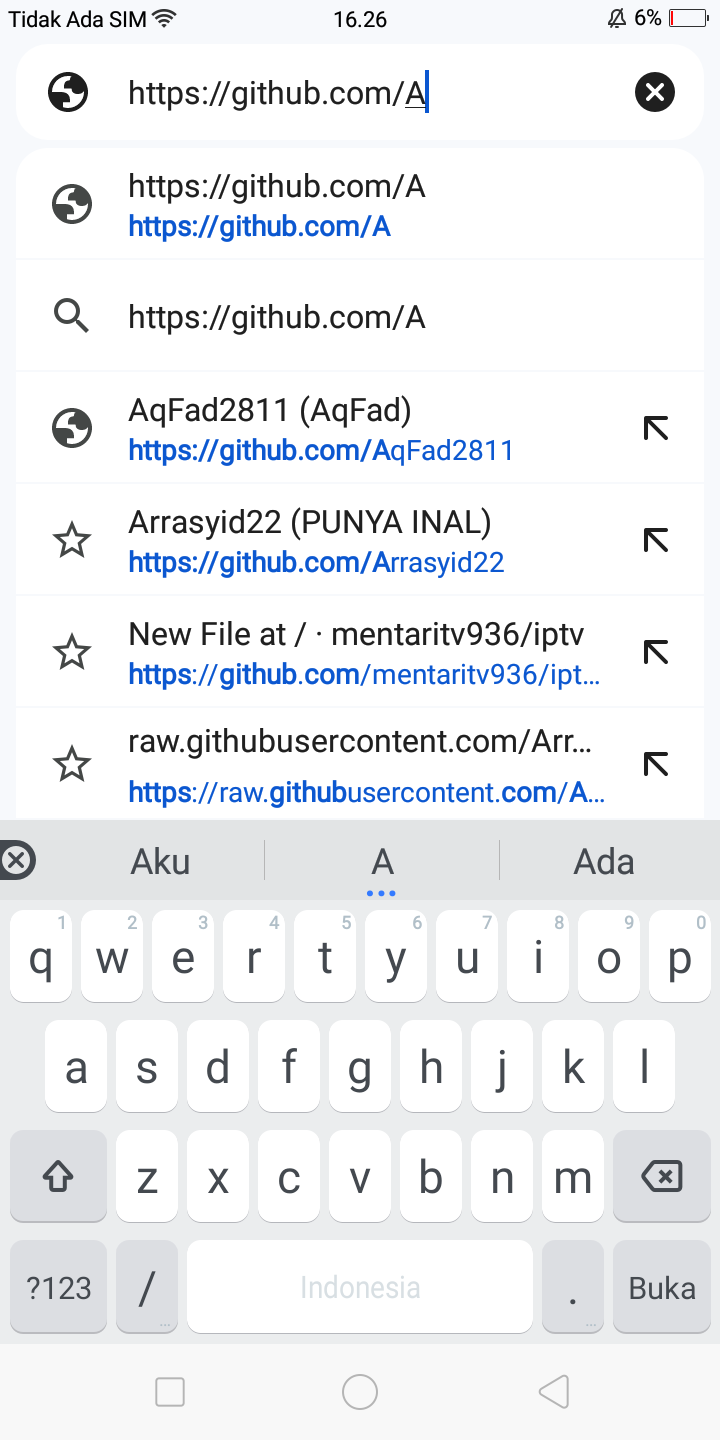 Tidak Ada SIM 16.26 6%
https://github.com/A
https://github.com/A
https://github.com/A
https://github.com/A
AqFad2811 (AqFad)
https://github.com/AqFad2811
Arrasyid22 (PUNYA INAL)
https://github.com/Arrasyid22
New File at / · mentaritv936/iptv
https://github.com/mentaritv936/ipt...
raw.githubusercontent.com/Arr...
https://raw.githubusercontent.com/A...
Aku A Ada
1 2 3 4 5 6 7 8 9 0
q w e r t y u i o p
a s d f g h j k l
z x c v b n m
?123 / Indonesia . Buka